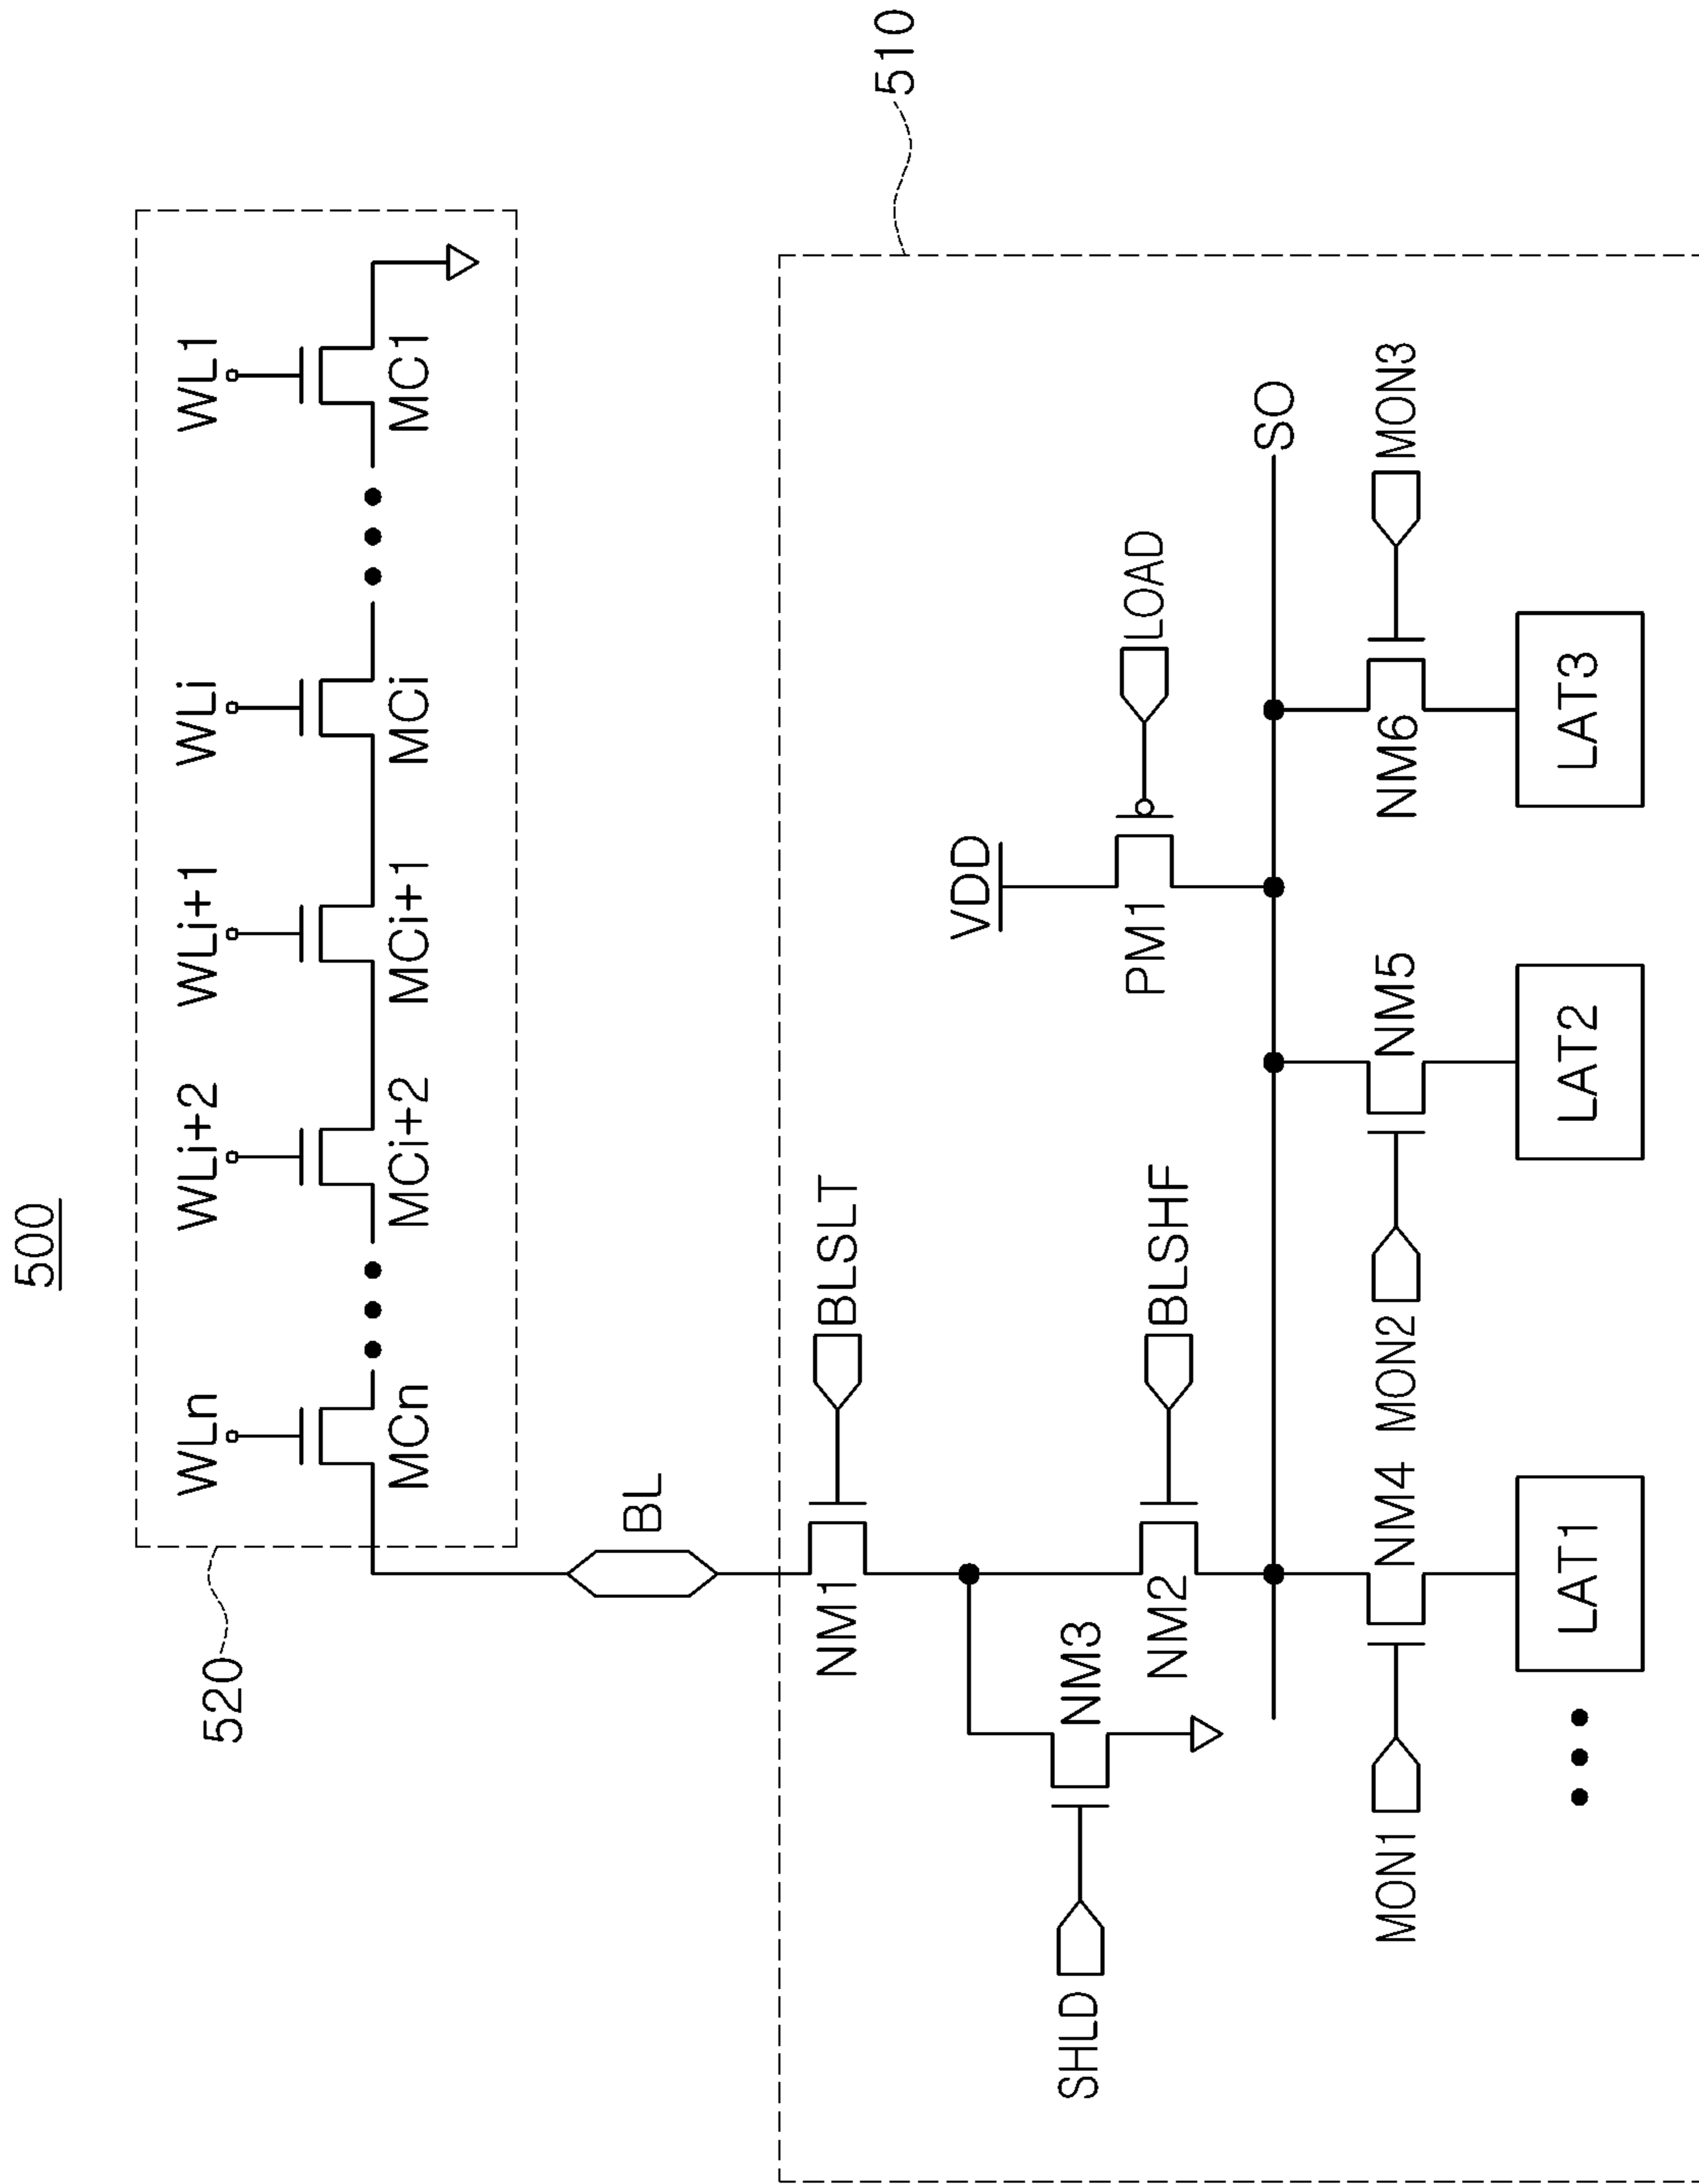 500
520
WLn
WLi+2
WLi+1
WLi
WL1
MCn
MCi+2
MCi+1
MCi
MC1
BL
510
NM1
BLSLT
VDD
SHLD
NM3
NM2
BLSHF
PM1
LOAD
SO
MON1
NM4
MON2
NM5
NM6
MON3
LAT1
LAT2
LAT3